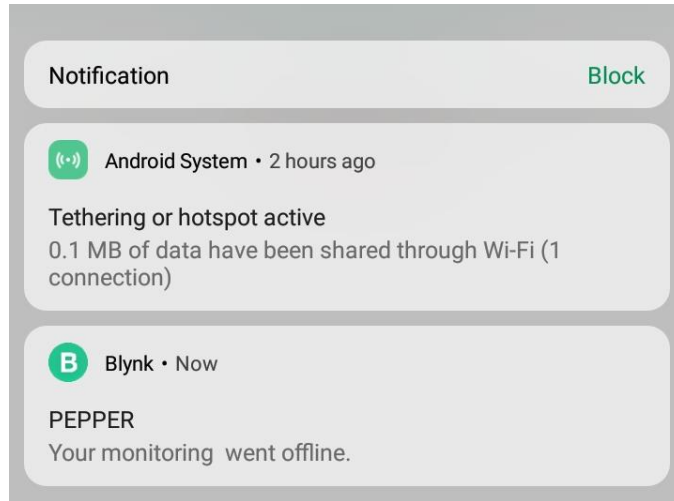 Notification Block
Android System • 2 hours ago
Tethering or hotspot active
0.1 MB of data have been shared through Wi-Fi (1
connection)
B Blynk • Now
PEPPER
Your monitoring  went offline.